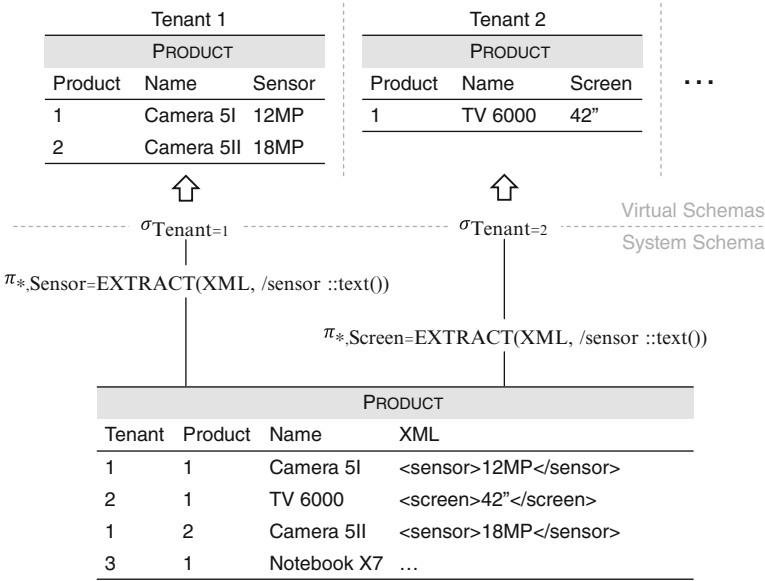 Tenant 1 Tenant 2
PRODUCT PRODUCT
Product Name Sensor Product Name Screen ...
1 Camera 5I 12MP 1 TV 6000 42”
2 Camera 5II 18MP
Virtual Schemas
σTenant=1 σTenant=2
System Schema
π*,Sensor=EXTRACT(XML, /sensor ::text())
π*,Screen=EXTRACT(XML, /sensor ::text())
PRODUCT
Tenant Product Name XML
1 1 Camera 5I <sensor>12MP</sensor>
2 1 TV 6000 <screen>42”</screen>
1 2 Camera 5II <sensor>18MP</sensor>
3 1 Notebook X7 ...